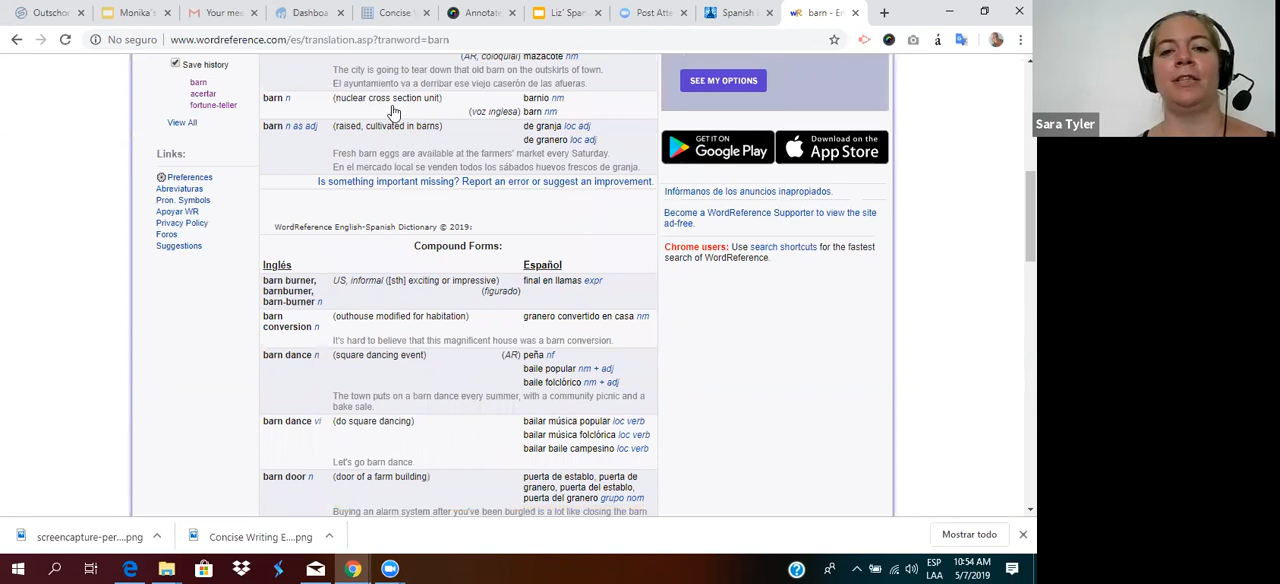 Outschoo
Monika's
Your mes
Dashboa
Concise W
Annotate
Liz' Span
Post Atte
Spanish L
barn - En
No seguro
www.wordreference.com/es/translation.asp?tranword=barn
Save history
barn
acertar
fortune-teller
View All
Links:
Preferences
Abreviaturas
Pron. Symbols
Apoyar WR
Privacy Policy
Foros
Suggestions
(AR, coloquial) mazacote nm
The city is going to tear down that old barn on the outskirts of town.
El ayuntamiento va a derribar ese viejo caserón de las afueras.
barn n (nuclear cross section unit) barnio nm
(voz inglesa) barn nm
barn n as adj (raised, cultivated in barns) de granja loc adj
de granero loc adj
Fresh barn eggs are available at the farmers' market every Saturday.
En el mercado local se venden todos los sábados huevos frescos de granja.
Is something important missing? Report an error or suggest an improvement.
WordReference English-Spanish Dictionary © 2019:
Compound Forms:
Inglés Español
barn burner, US, informal ([sth] exciting or impressive) final en llamas expr
barnburner, (figurado)
barn-burner n
barn (outhouse modified for habitation) granero convertido en casa nm
conversion n
It's hard to believe that this magnificent house was a barn conversion.
barn dance n (square dancing event) (AR) peña nf
baile popular nm + adj
baile folclórico nm + adj
The town puts on a barn dance every summer, with a community picnic and a
bake sale.
barn dance vi (do square dancing) bailar música popular loc verb
bailar música folclórica loc verb
bailar baile campesino loc verb
Let's go barn dance.
barn door n (door of a farm building) puerta de establo, puerta de
granero, puerta del establo,
puerta del granero grupo nom
Buying an alarm system after you've been burgled is a lot like closing the barn
SEE MY OPTIONS
GET IT ON
Google Play
Download on the
App Store
Infórmanos de los anuncios inapropiados.
Become a WordReference Supporter to view the site
ad-free.
Chrome users: Use search shortcuts for the fastest
search of WordReference.
Sara Tyler
screencapture-per....png
Concise Writing E....png
Mostrar todo
ESP
LAA
10:54 AM
5/7/2019